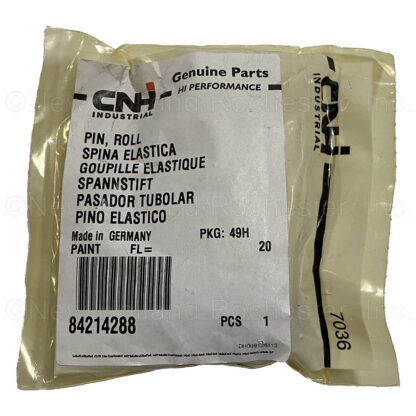 Genuine Parts
HI PERFORMANCE
CNH
INDUSTRIAL
PIN, ROLL
SPINA ELASTICA
GOUPILLE ELASTIQUE
SPANNSTIFT
PASADOR TUBOLAR
PINO ELASTICO
Made in GERMANY PKG: 49H
PAINT FL= 20
84214288 PCS 1
CNH
INDUSTRIAL
7036